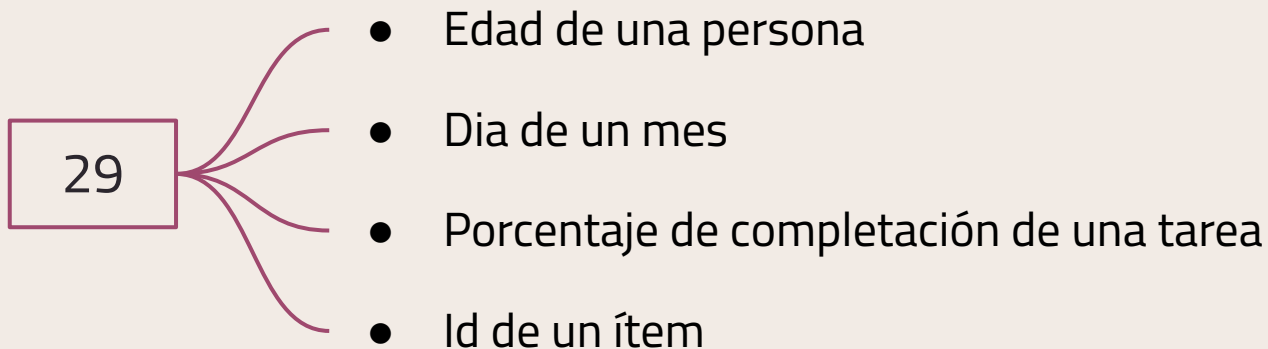 29
● Edad de una persona
● Dia de un mes
● Porcentaje de completación de una tarea
● Id de un ítem